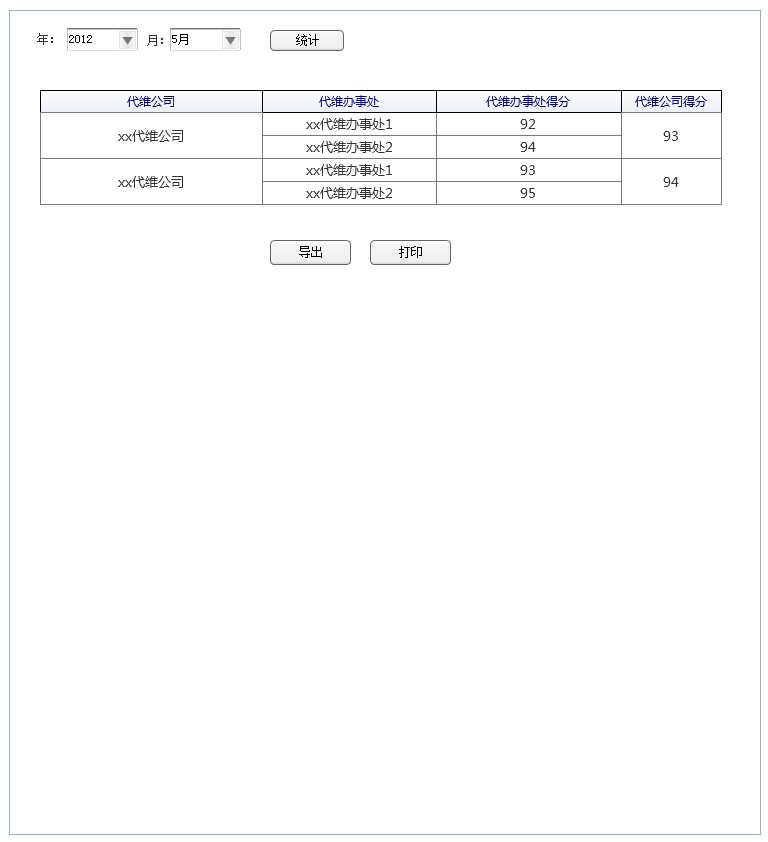 年： 2012 月： 5月 统计
代维公司 代维办事处 代维办事处得分 代维公司得分
xx代维公司 xx代维办事处1 92 93
xx代维办事处2 94
xx代维公司 xx代维办事处1 93 94
xx代维办事处2 95
导出 打印